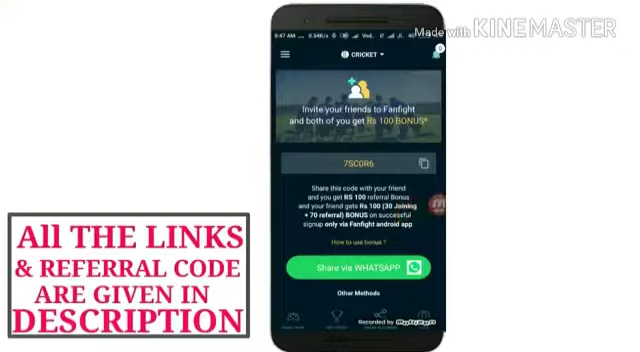 Made with KINEMASTER
9:47 AM
CRICKET
0
Invite your friends to Fanfight
and both of you get Rs 100 BONUS*
7SC0R6
Share this code with your friend
and you get RS 100 referral Bonus
and your friend gets Rs 100 (30 Joining
+ 70 referral) BONUS on successful
signup only via Fanfight android app
How to use bonus ?
Share via WHATSAPP
Other Methods
Recorded by
All THE LINKS
& REFERRAL CODE
ARE GIVEN IN
DESCRIPTION